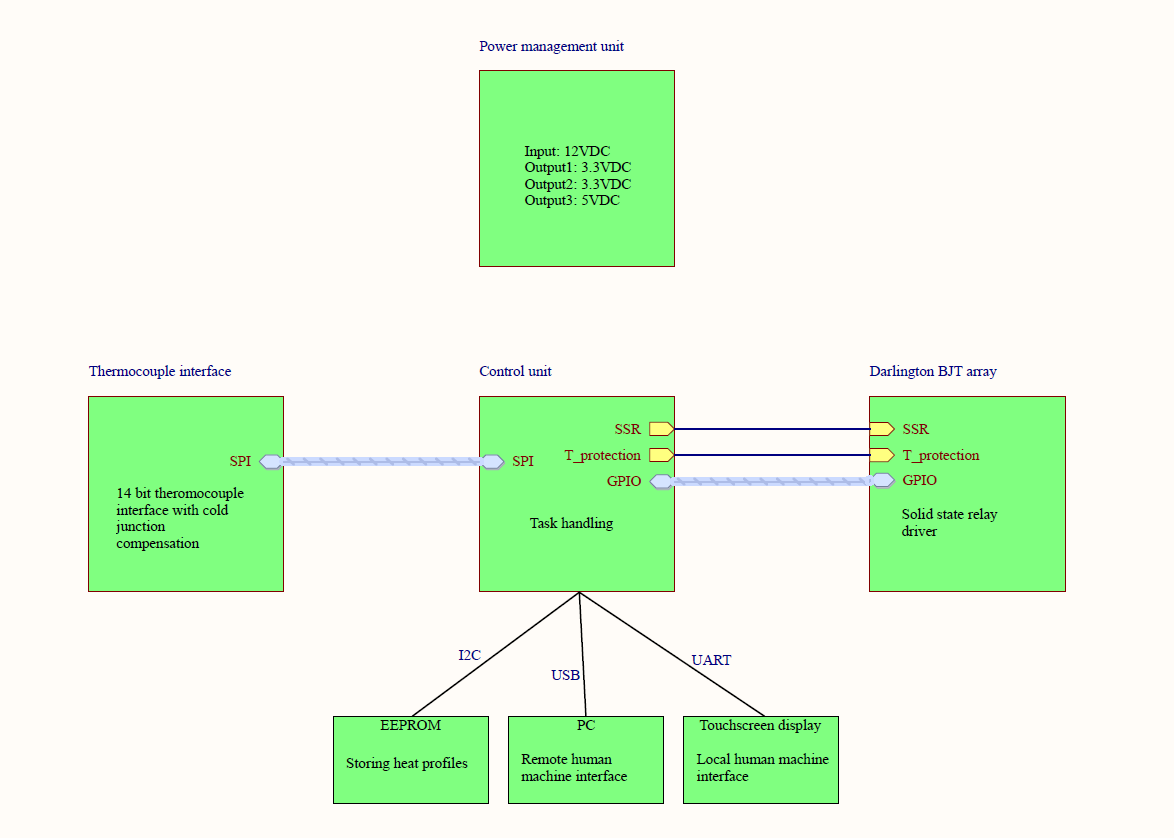 Power management unit
Input: 12VDC
Output1: 3.3VDC
Output2: 3.3VDC
Output3: 5VDC
Thermocouple interface
SPI
14 bit theromocouple
interface with cold
junction
compensation
Control unit
SSR
T_protection
GPIO
SPI
Task handling
Darlington BJT array
SSR
T_protection
GPIO
Solid state relay
driver
I2C
USB
UART
EEPROM
Storing heat profiles
PC
Remote human
machine interface
Touchscreen display
Local human machine
interface